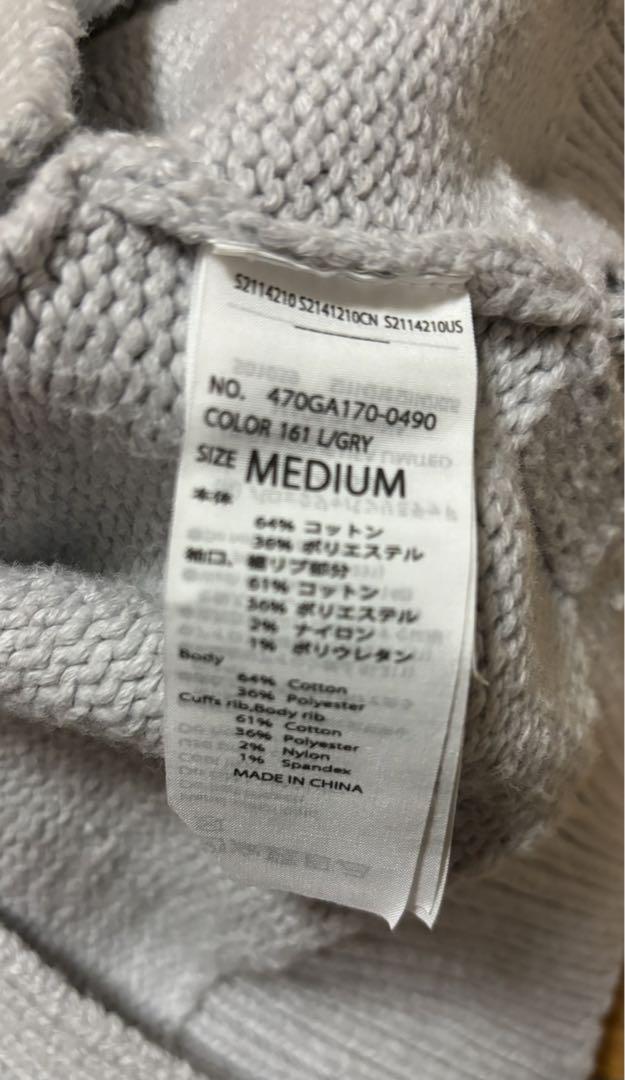 S2114210 S2141210CN S2114210US
NO. 470GA170-0490
COLOR 161 L/GRY
SIZE MEDIUM
本体
64% コットン
36% ポリエステル
袖口、裾リブ部分
61% コットン
36% ポリエステル
2% ナイロン
1% ポリウレタン
Body
64% Cotton
36% Polyester
Cuffs rib,Body rib
61% Cotton
36% Polyester
2% Nylon
1% Spandex
MADE IN CHINA